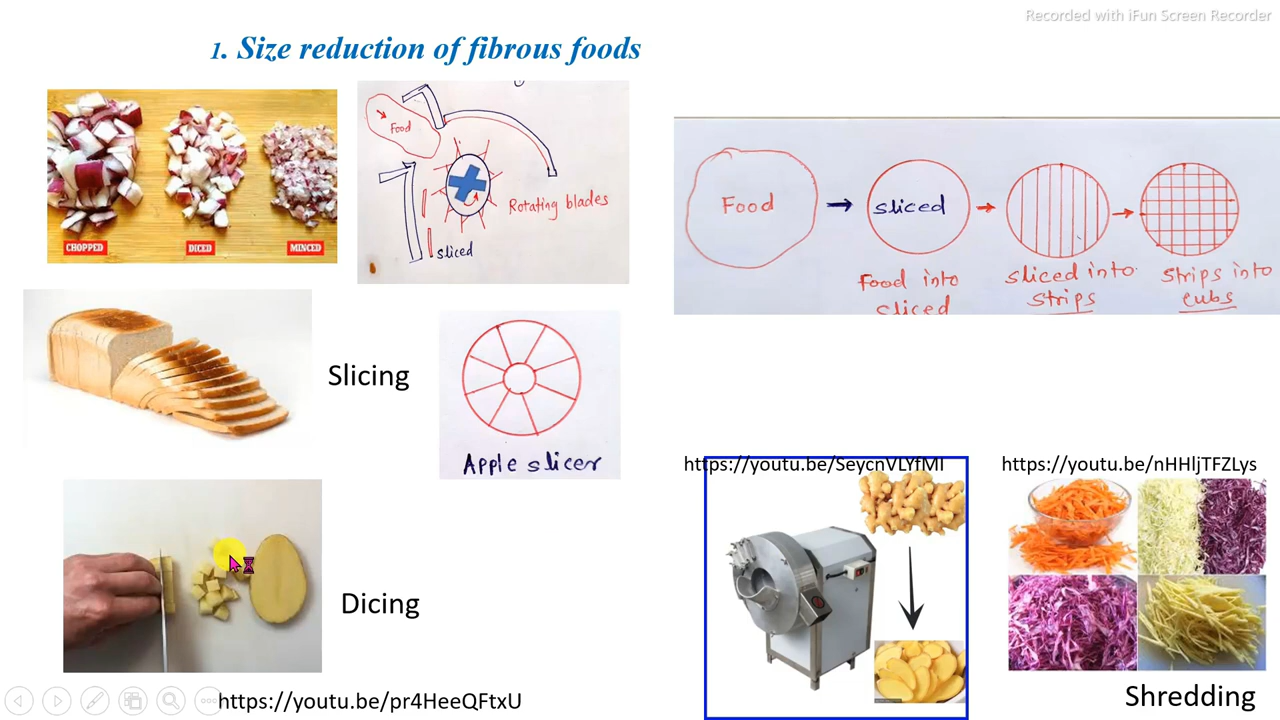 Recorded with iFun Screen Recorder
1. Size reduction of fibrous foods
CHOPPED
DICED
MINCED
Food
Rotating blades
sliced
Food
sliced
Food into
sliced
sliced into
strips
strips into
cubs
Slicing
Apple slicer
Dicing
https://youtu.be/pr4HeeQFtxU
https://youtu.be/SeycnVLYfMI
https://youtu.be/nHHljTFZLys
Shredding